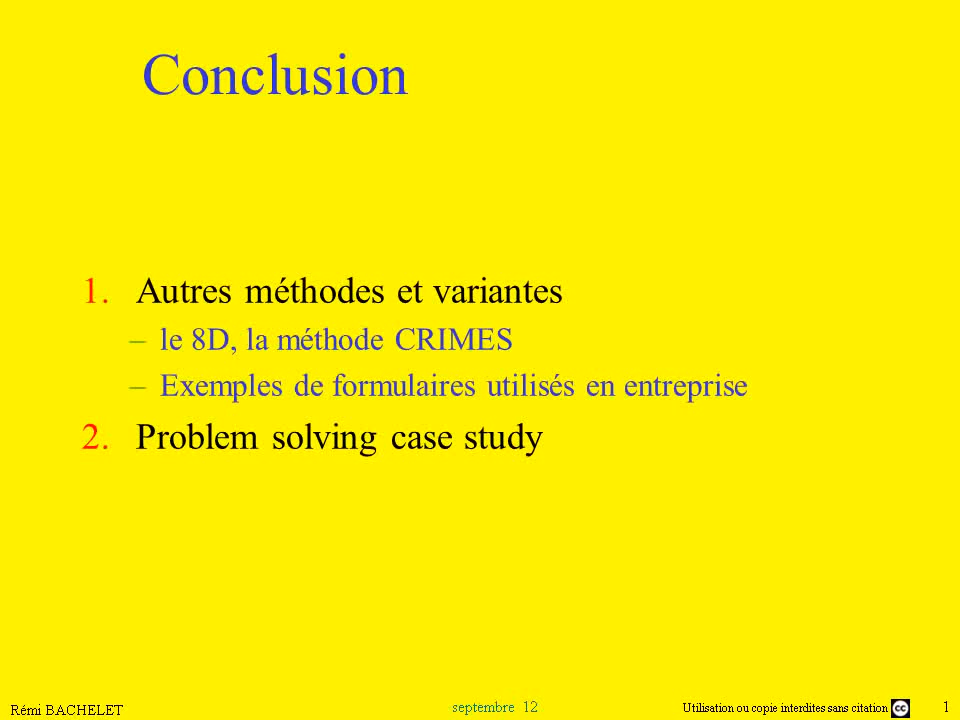 Conclusion
1. Autres méthodes et variantes
– le 8D, la méthode CRIMES
– Exemples de formulaires utilisés en entreprise
2. Problem solving case study
Rémi BACHELET
septembre 12
Utilisation ou copie interdites sans citation cc
1